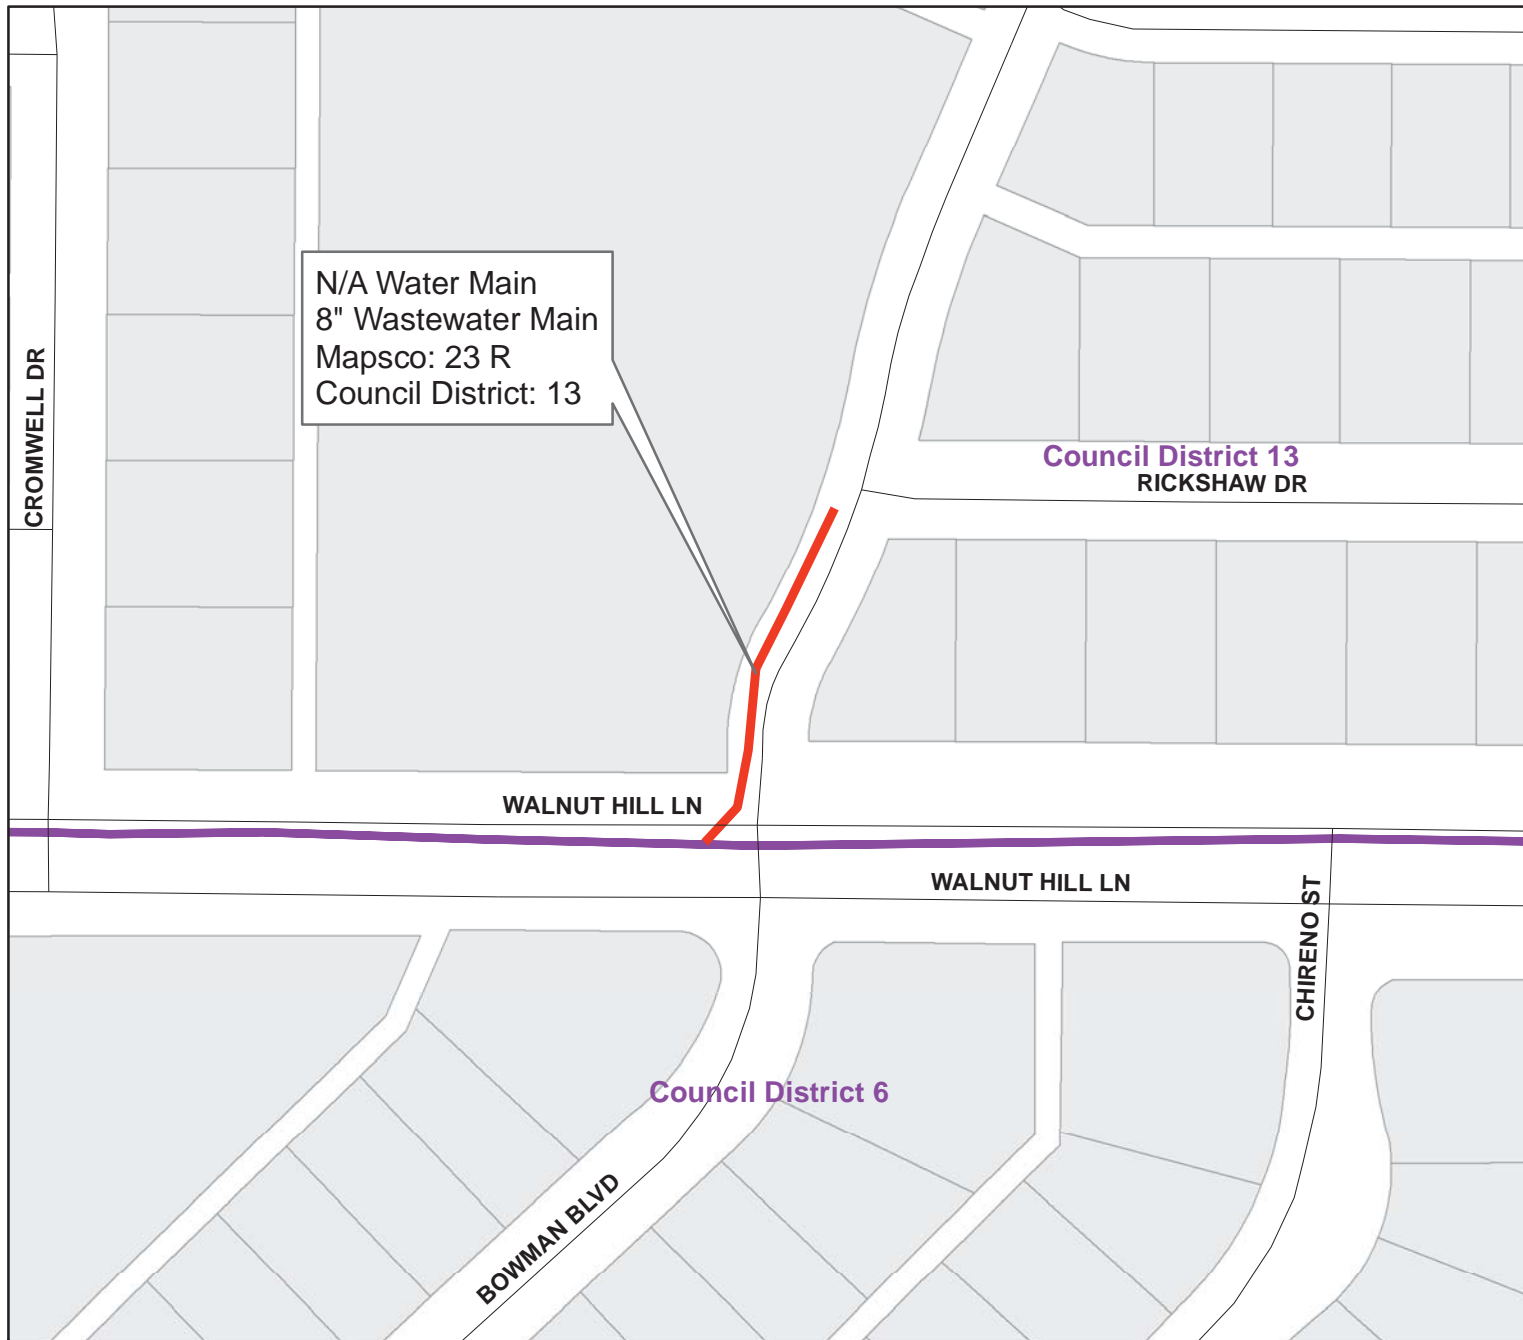 N/A Water Main
8" Wastewater Main
Mapsco: 23 R
Council District: 13
CROMWELL DR
Council District 13
RICKSHAW DR
WALNUT HILL LN
WALNUT HILL LN
CHIRENO ST
Council District 6
BOWMAN BLVD